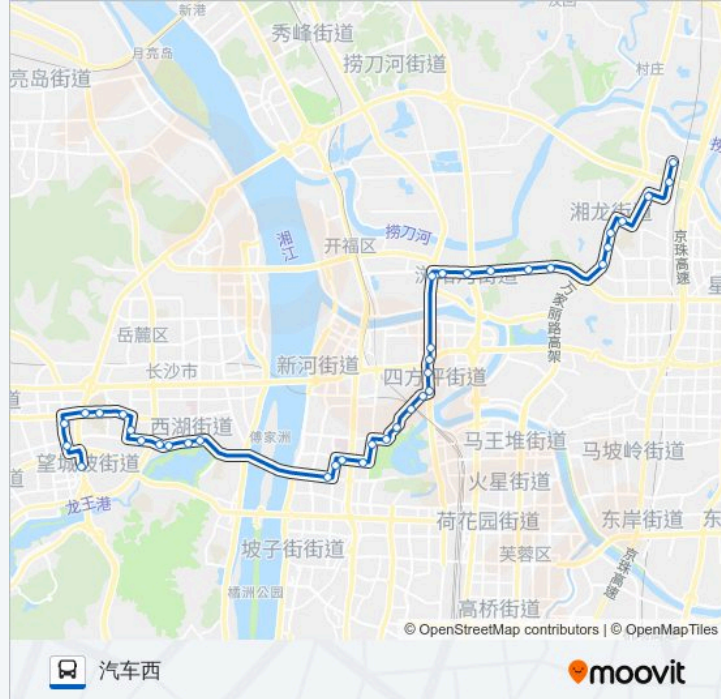 新港
月亮岛
秀峰街道
捞刀河街道
亮岛街道
村庄
湘江
捞刀河
开福区
湘龙街道
京珠高速
万家丽路高架
岳麓区
长沙市
新河街道
四方坪街道
西湖街道
傅家洲
望城坡街道
马王堆街道
马坡岭街道
火星街道
龙王港
荷花园街道
东岸街道
坡子街街道
芙蓉区
京珠高速
橘洲公园
高桥街道
© OpenStreetMap contributors | © OpenMapTiles
汽车西
moovit